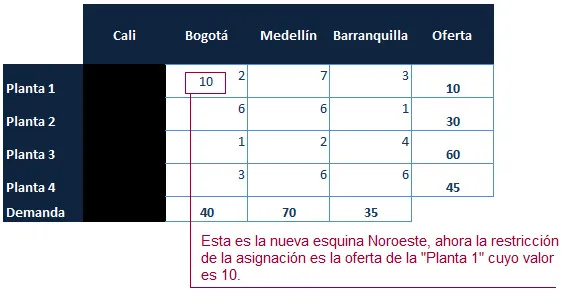 Cali Bogotá Medellín Barranquilla Oferta
Planta 1 10 2 7 3 10
Planta 2 6 6 1 30
Planta 3 1 2 4 60
Planta 4 3 6 6 45
Demanda 40 70 35
Esta es la nueva esquina Noroeste, ahora la restricción
de la asignación es la oferta de la "Planta 1" cuyo valor
es 10.